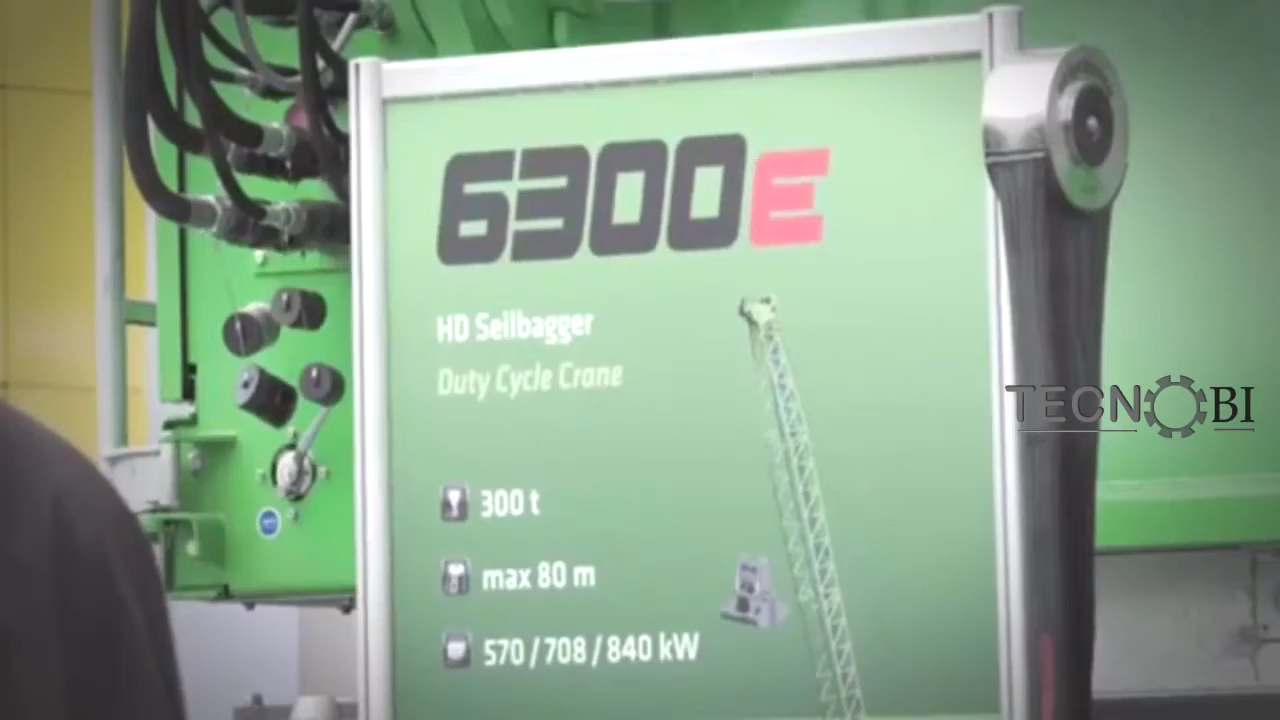 6300E
HD Seilbagger
Duty Cycle Crane
300 t
max 80 m
570 / 708 / 840 kW
TECNOBI